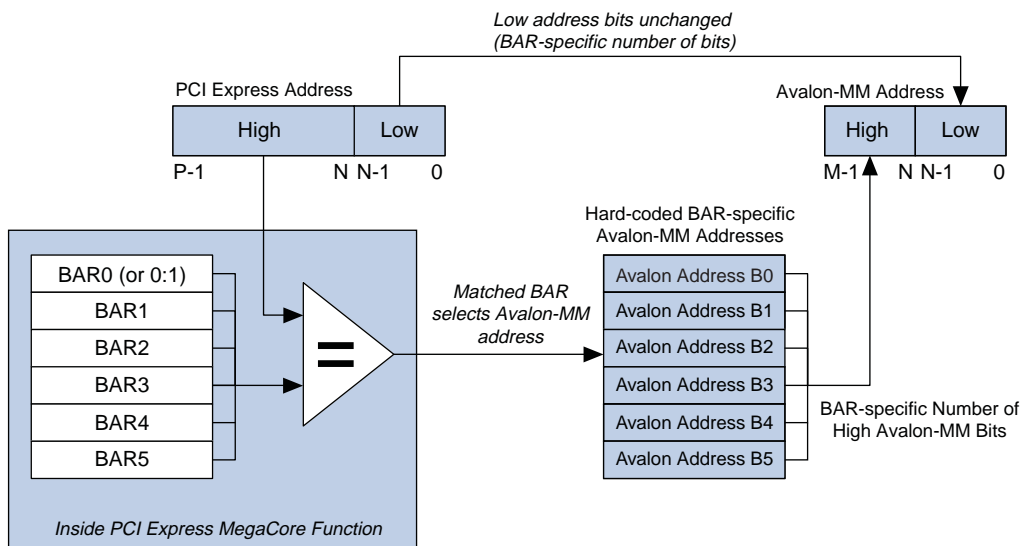 Low address bits unchanged
(BAR-specific number of bits)
PCI Express Address
Avalon-MM Address
High
Low
High
Low
P-1
N
N-1
0
M-1
N
N-1
0
Hard-coded BAR-specific
Avalon-MM Addresses
BAR0 (or 0:1)
BAR1
BAR2
BAR3
BAR4
BAR5
=
Matched BAR
selects Avalon-MM
address
Avalon Address B0
Avalon Address B1
Avalon Address B2
Avalon Address B3
Avalon Address B4
Avalon Address B5
BAR-specific Number of
High Avalon-MM Bits
Inside PCI Express MegaCore Function